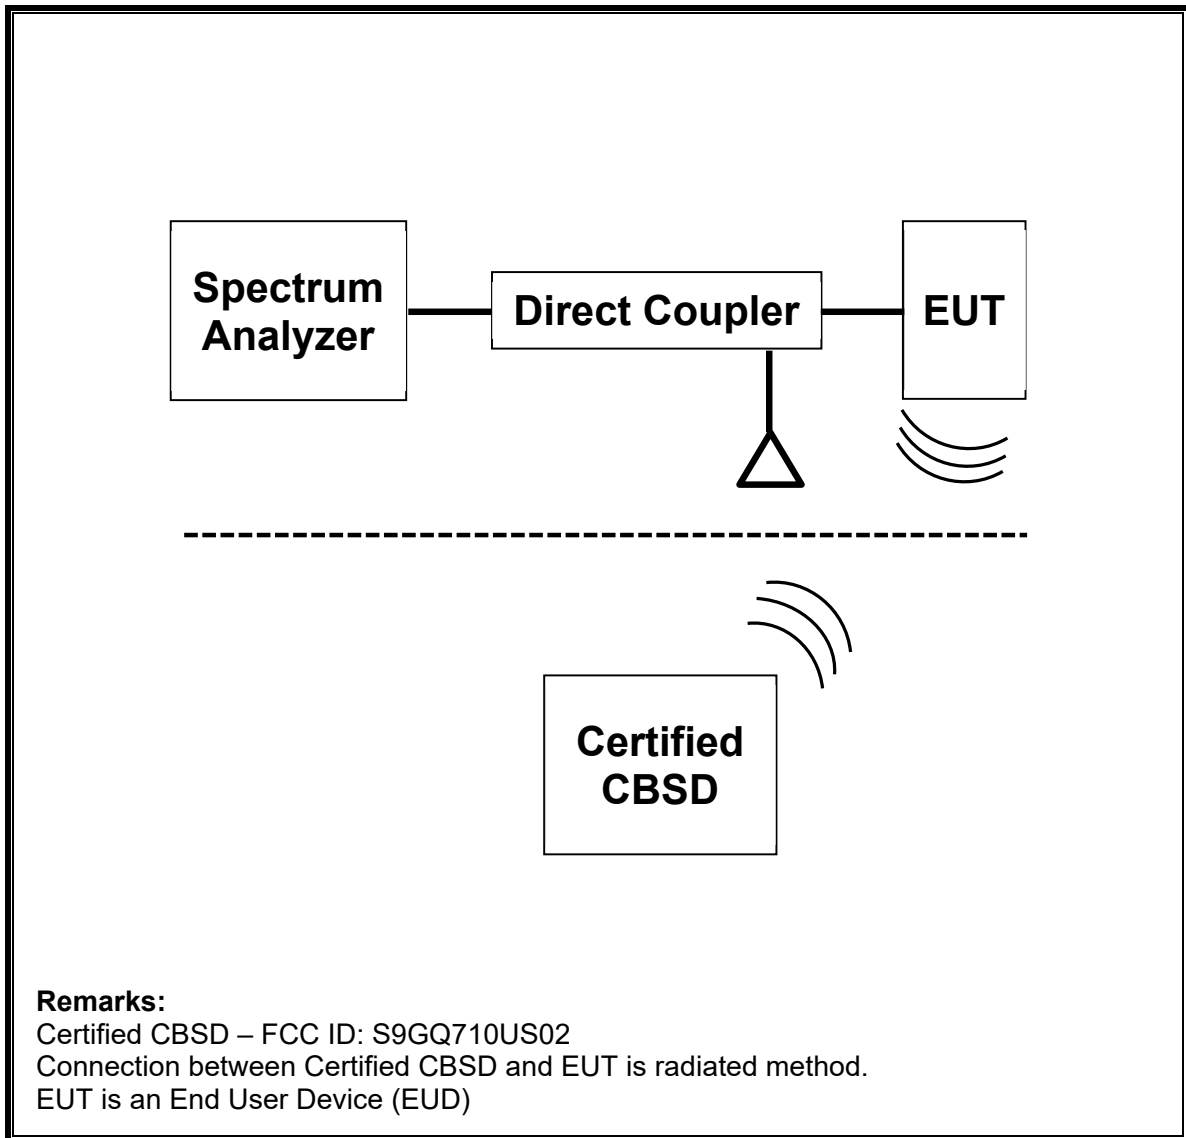 Spectrum
Analyzer
Direct Coupler
EUT
Certified
CBSD
Remarks:
Certified CBSD – FCC ID: S9GQ710US02
Connection between Certified CBSD and EUT is radiated method.
EUT is an End User Device (EUD)